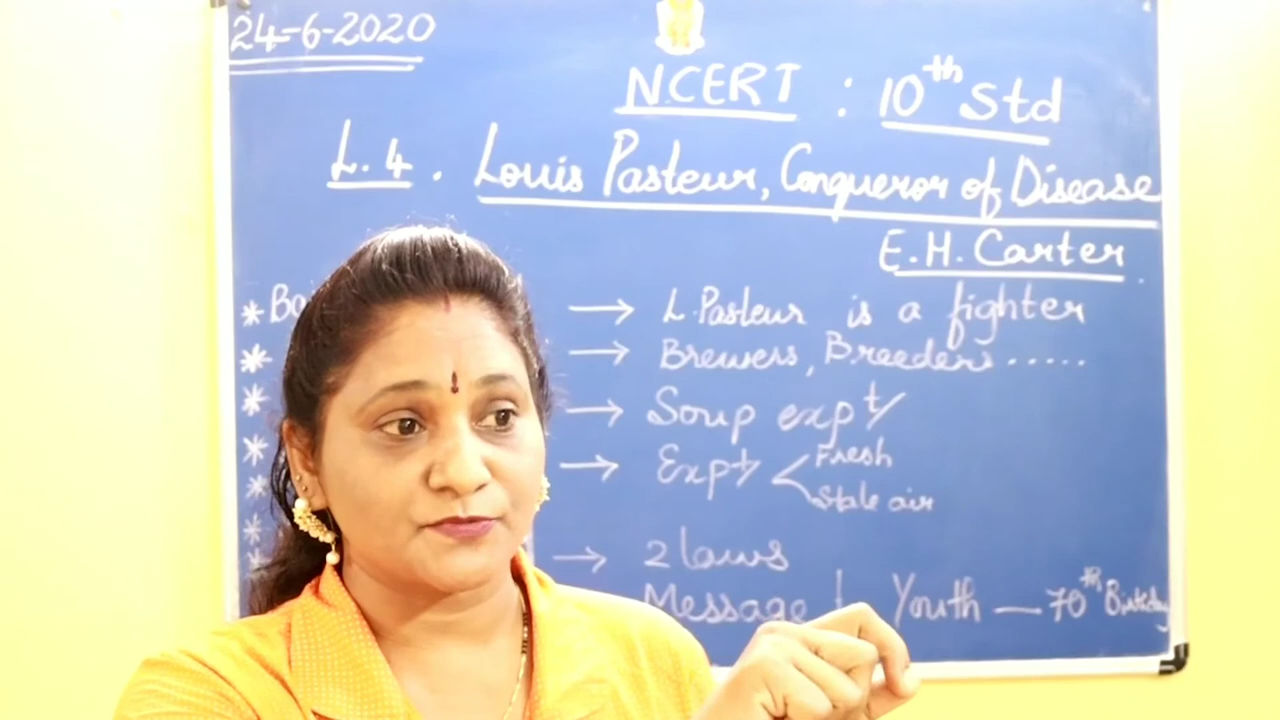 24-6-2020
NCERT : 10th Std
L.4. Louis Pasteur, Conqueror of Disease
E.H. Carter
* → L.Pasteur is a fighter
* → Brewers, Breeders.....
* → Soup expt/
* → Expt/ < Fresh
Stale air
* → 2 laws
Message Youth — 70th Birthday